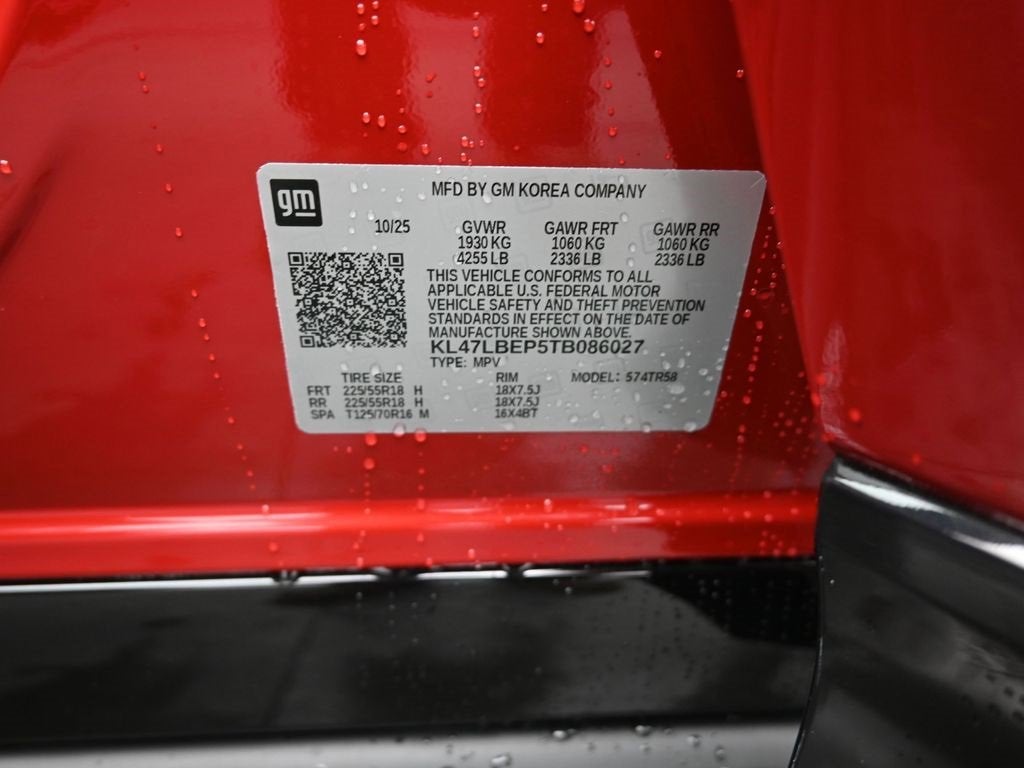 gm
MFD BY GM KOREA COMPANY
10/25 GVWR GAWR FRT GAWR RR
1930 KG 1060 KG 1060 KG
4255 LB 2336 LB 2336 LB
THIS VEHICLE CONFORMS TO ALL
APPLICABLE U.S. FEDERAL MOTOR
VEHICLE SAFETY AND THEFT PREVENTION
STANDARDS IN EFFECT ON THE DATE OF
MANUFACTURE SHOWN ABOVE.
KL47LBEP5TB086027
TYPE: MPV
TIRE SIZE RIM MODEL: 574TR58
FRT 225/55R18 H 18X7.5J
RR 225/55R18 H 18X7.5J
SPA T125/70R16 M 16X4BT